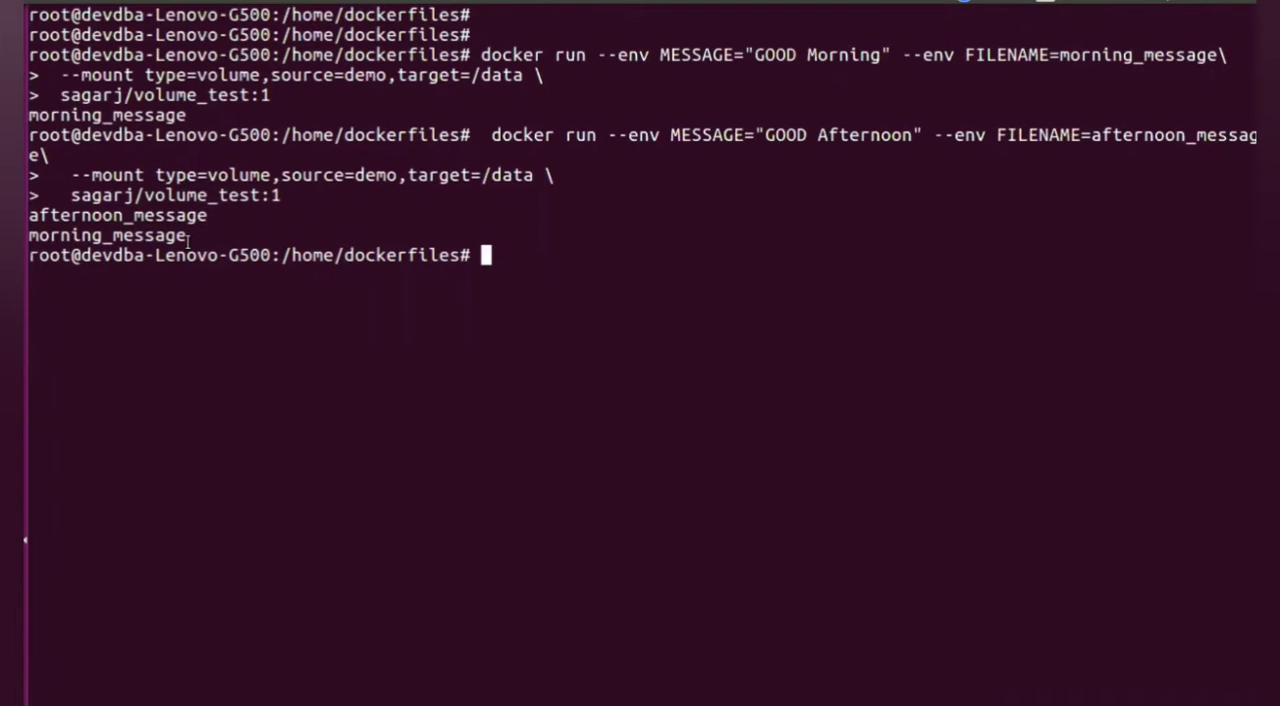 root@devdba-Lenovo-G500:/home/dockerfiles#
root@devdba-Lenovo-G500:/home/dockerfiles#
root@devdba-Lenovo-G500:/home/dockerfiles# docker run --env MESSAGE="GOOD Morning" --env FILENAME=morning_message\
>  --mount type=volume,source=demo,target=/data \
>  sagarj/volume_test:1
morning_message
root@devdba-Lenovo-G500:/home/dockerfiles#  docker run --env MESSAGE="GOOD Afternoon" --env FILENAME=afternoon_messag
e\
>   --mount type=volume,source=demo,target=/data \
>   sagarj/volume_test:1
afternoon_message
morning_message
root@devdba-Lenovo-G500:/home/dockerfiles#